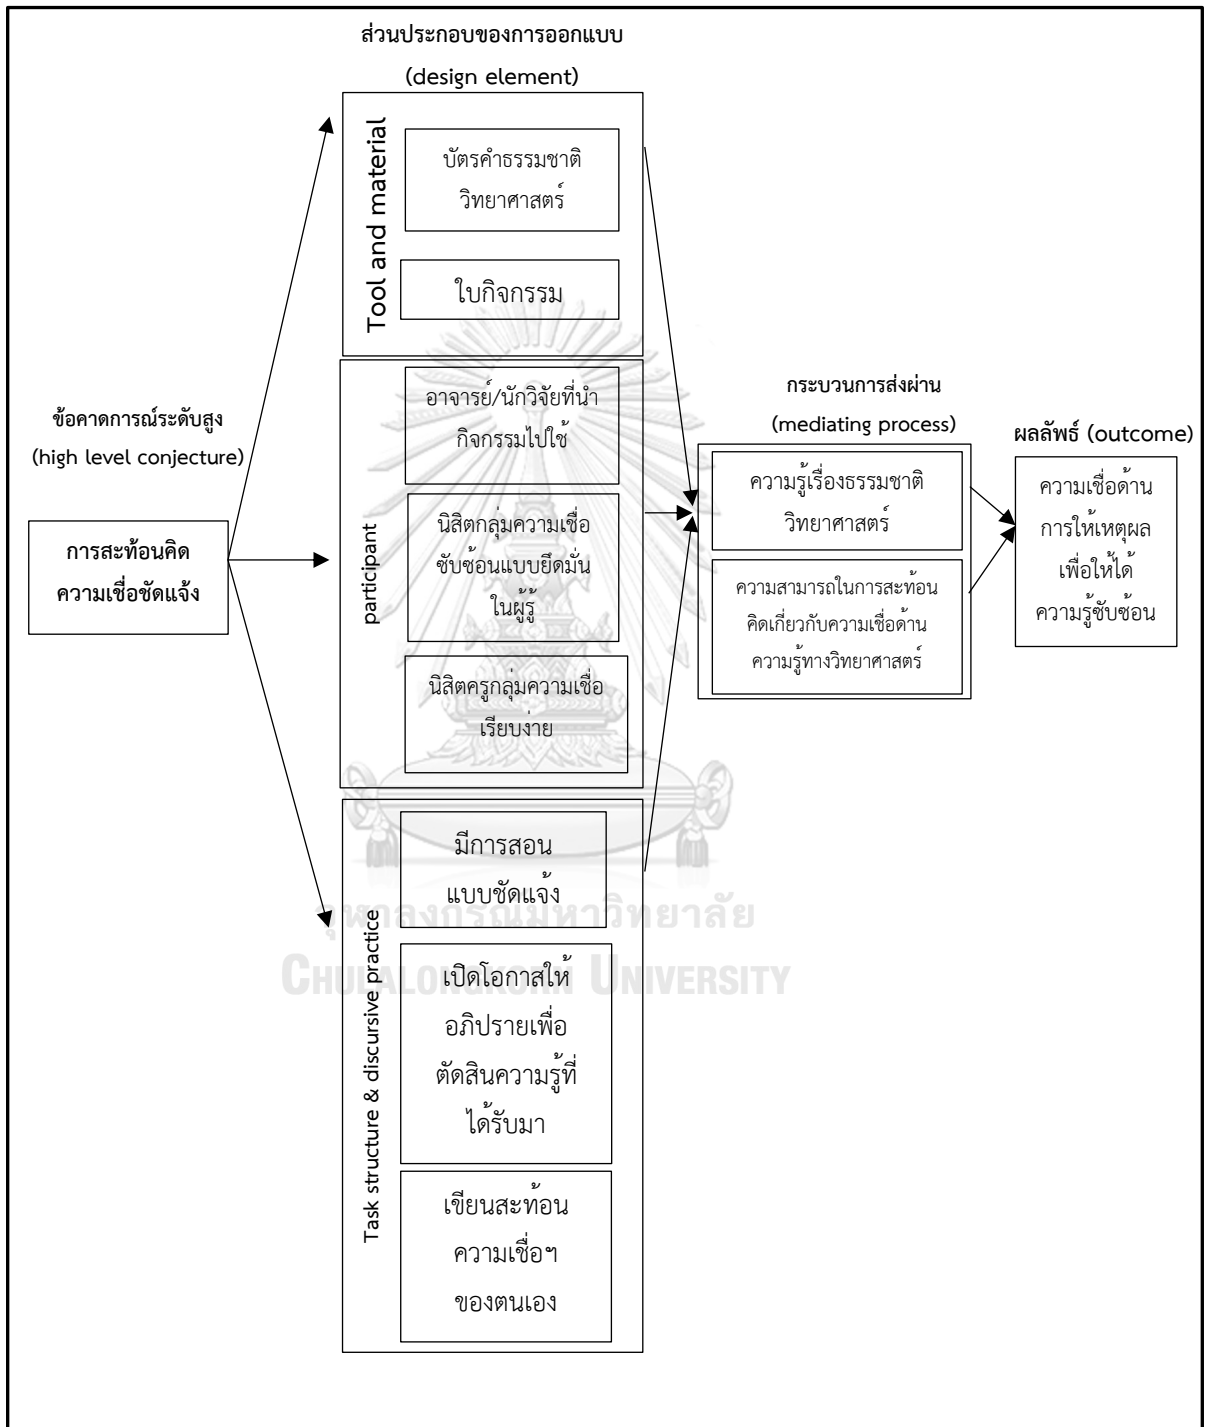 ส่วนประกอบของการออกแบบ
(design element)
Tool and material
บัตรคำธรรมชาติ
วิทยาศาสตร์
ใบกิจกรรม
ข้อคาดการณ์ระดับสูง
(high level conjecture)
การสะท้อนคิด
ความเชื่อชัดแจ้ง
participant
อาจารย์/นักวิจัยที่นำ
กิจกรรมไปใช้
นิสิตกลุ่มความเชื่อ
ซับซ้อนแบบยึดมั่น
ในผู้รู้
นิสิตครูกลุ่มความเชื่อ
เรียบง่าย
Task structure & discursive practice
มีการสอน
แบบชัดแจ้ง
เปิดโอกาสให้
อภิปรายเพื่อ
ตัดสินความรู้ที่
ได้รับมา
เขียนสะท้อน
ความเชื่อฯ
ของตนเอง
กระบวนการส่งผ่าน
(mediating process)
ความรู้เรื่องธรรมชาติ
วิทยาศาสตร์
ความสามารถในการสะท้อน
คิดเกี่ยวกับความเชื่อด้าน
ความรู้ทางวิทยาศาสตร์
ผลลัพธ์ (outcome)
ความเชื่อด้าน
การให้เหตุผล
เพื่อให้ได้
ความรู้ซับซ้อน
จุฬาลงกรณ์มหาวิทยาลัย
CHULALONGKORN UNIVERSITY